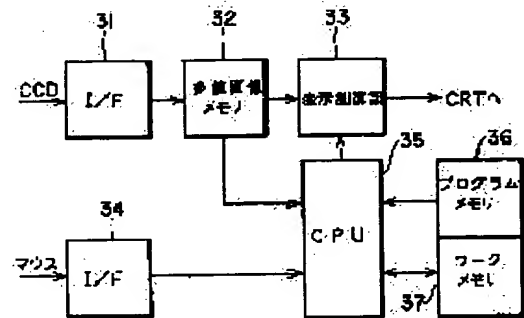 31
32
33
CCD
I/F
多値画像
メモリ
表示制御部
CRTへ
34
35
36
マウス
I/F
CPU
プログラム
メモリ
ワーク
メモリ
37